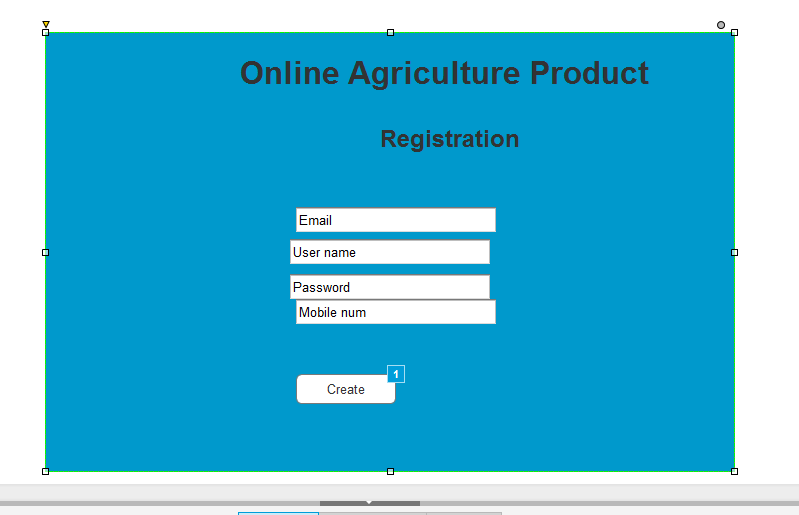 Online Agriculture Product
Registration
Email
User name
Password
Mobile num
1
Create